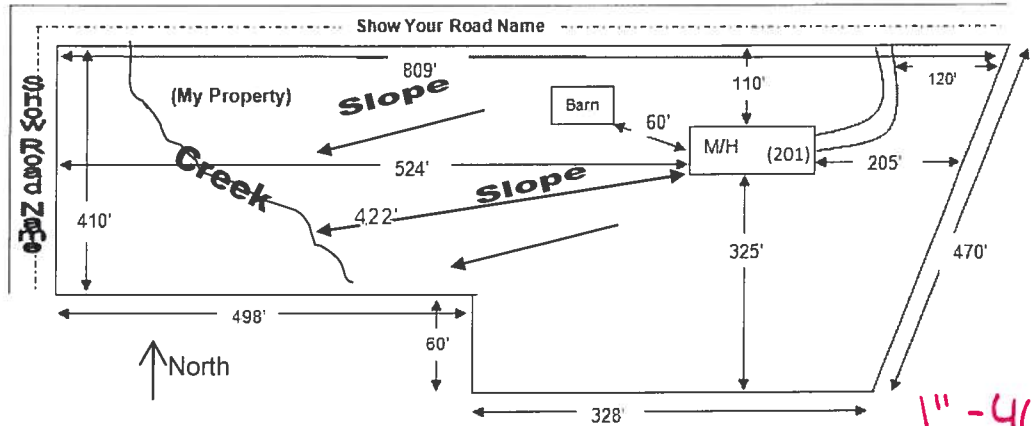 Show Your Road Name
Show Road Name
809'
110'
120'
(My Property)
Slope
Barn
60'
M/H
(201)
205'
524'
Creek
Slope
422'
410'
325'
470'
498'
60'
North
328'